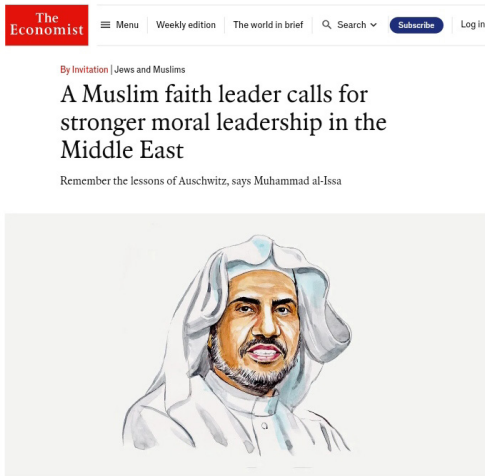 The
Economist
Menu
Weekly edition
The world in brief
Search
Subscribe
Log in
By Invitation | Jews and Muslims
A Muslim faith leader calls for
stronger moral leadership in the
Middle East
Remember the lessons of Auschwitz, says Muhammad al-Issa